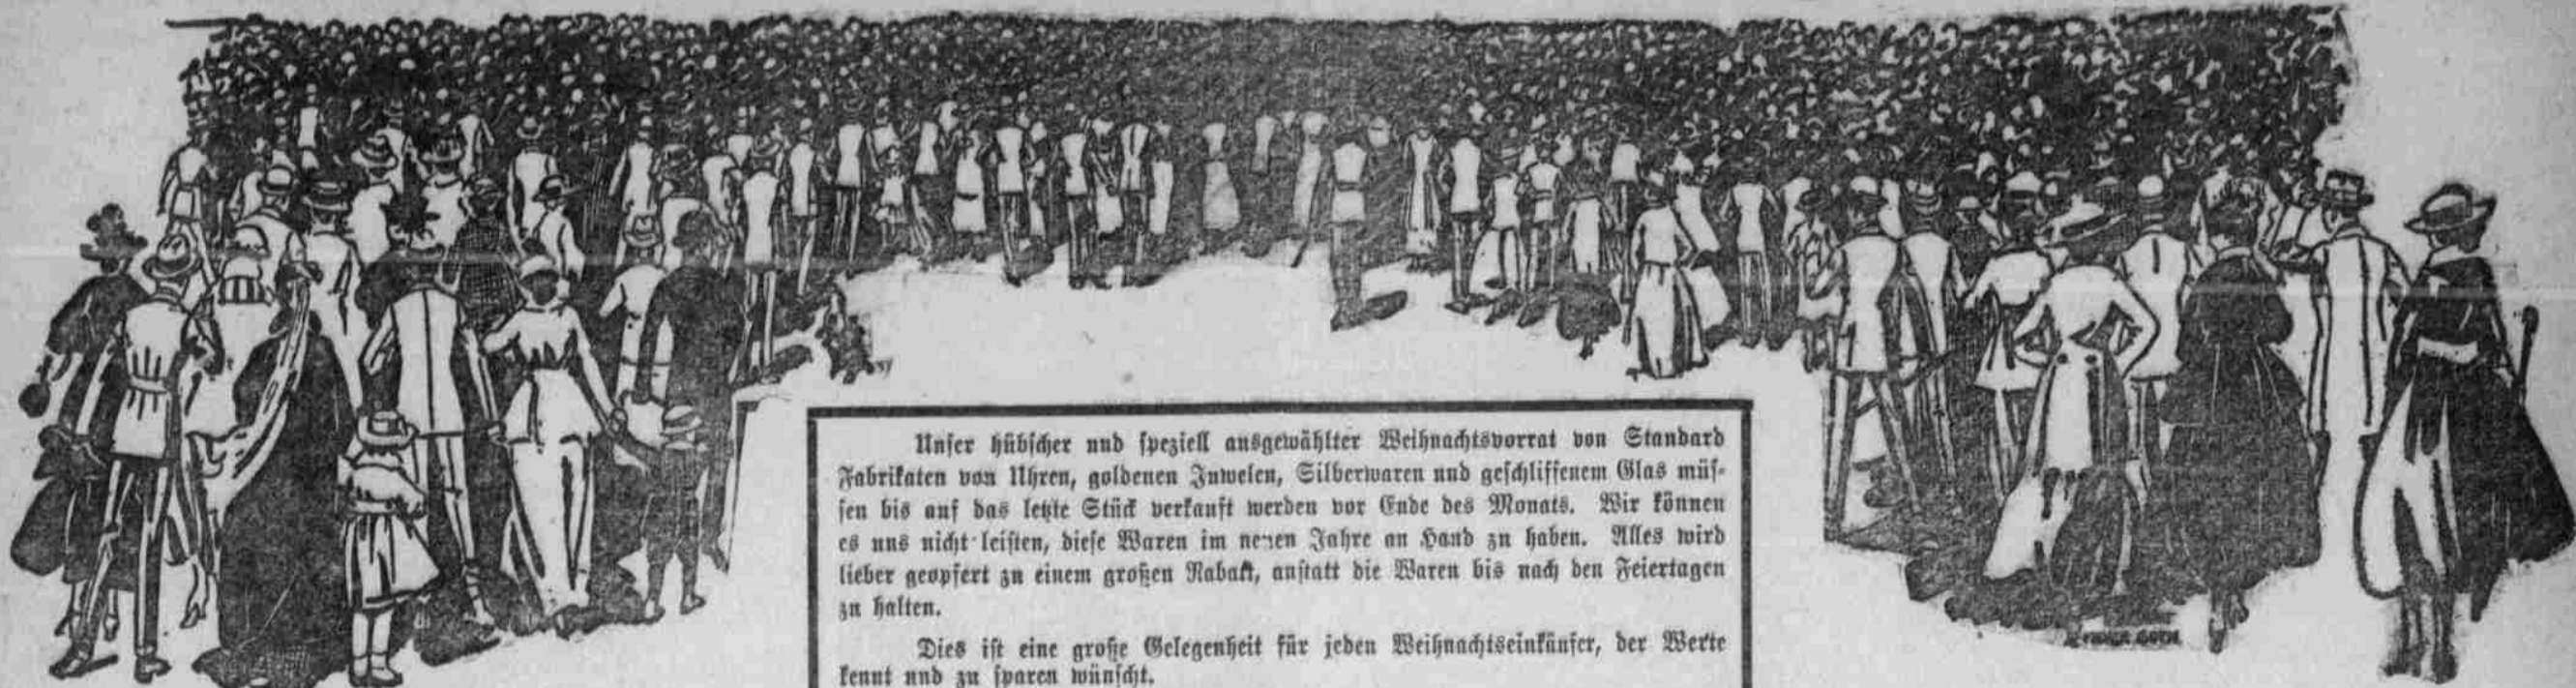 Unser hübscher und speziell ausgewählter Weihnachtsvorrat von Standard
Fabrikaten von Uhren, goldenen Juwelen, Silberwaren und geschliffenem Glas müs-
sen bis auf das letzte Stück verkauft werden vor Ende des Monats. Wir können
es uns nicht leisten, diese Waren im neuen Jahre an Hand zu haben. Alles wird
lieber geopfert zu einem großen Rabatt, anstatt die Waren bis nach den Feiertagen
zu halten.
Dies ist eine große Gelegenheit für jeden Weihnachtseinkäufer, der Werte
kennt und zu sparen wünscht.